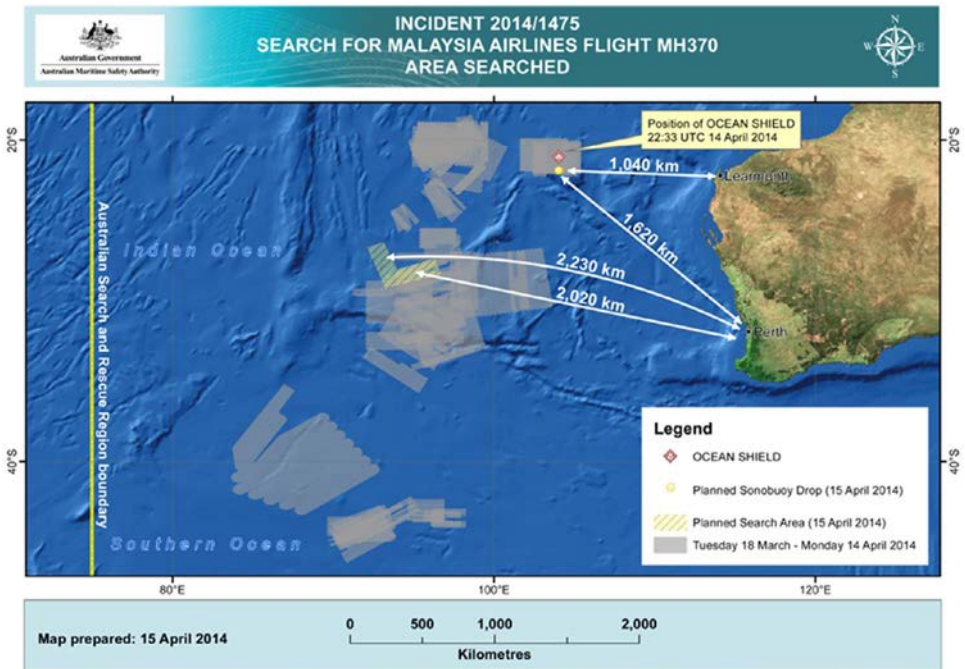 Australian Government
Australian Maritime Safety Authority
INCIDENT 2014/1475
SEARCH FOR MALAYSIA AIRLINES FLIGHT MH370
AREA SEARCHED
N
W E
S
20°S
20°S
40°S
40°S
Position of OCEAN SHIELD
22:33 UTC 14 April 2014
1,040 km
Learmonth
1,620 km
Indian Ocean
2,230 km
2,020 km
Perth
Australian Search and Rescue Region boundary
Southern Ocean
Legend
OCEAN SHIELD
Planned Sonobuoy Drop (15 April 2014)
Planned Search Area (15 April 2014)
Tuesday 18 March - Monday 14 April 2014
80°E 100°E 120°E
Map prepared: 15 April 2014
0 500 1,000 2,000
Kilometres